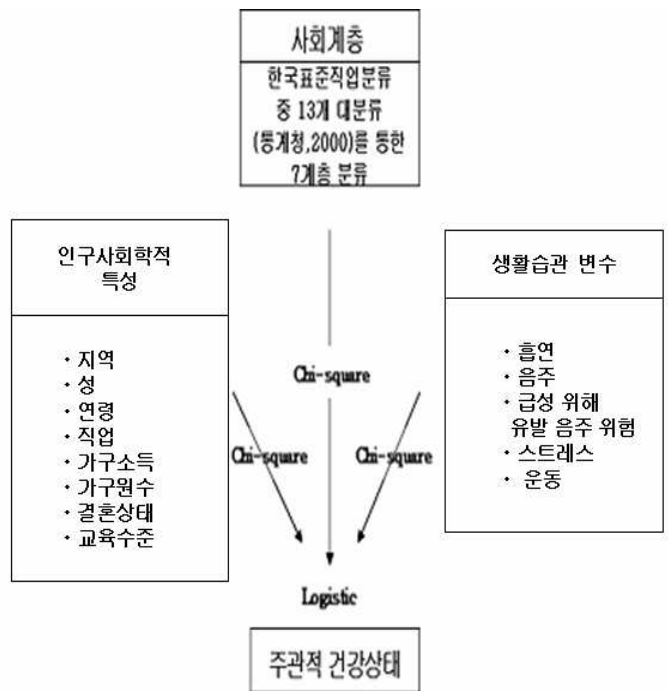 사회계층
한국표준직업분류
중 13개 대분류
(통계청,2000)를 통한
7계층 분류
인구사회학적
특성
· 지역
· 성
· 연령
· 직업
· 가구소득
· 가구원수
· 결혼상태
· 교육수준
생활습관 변수
· 흡연
· 음주
· 급성 위해
유발 음주 위험
· 스트레스
· 운동
Chi-square
Chi-square
Chi-square
Logistic
주관적 건강상태